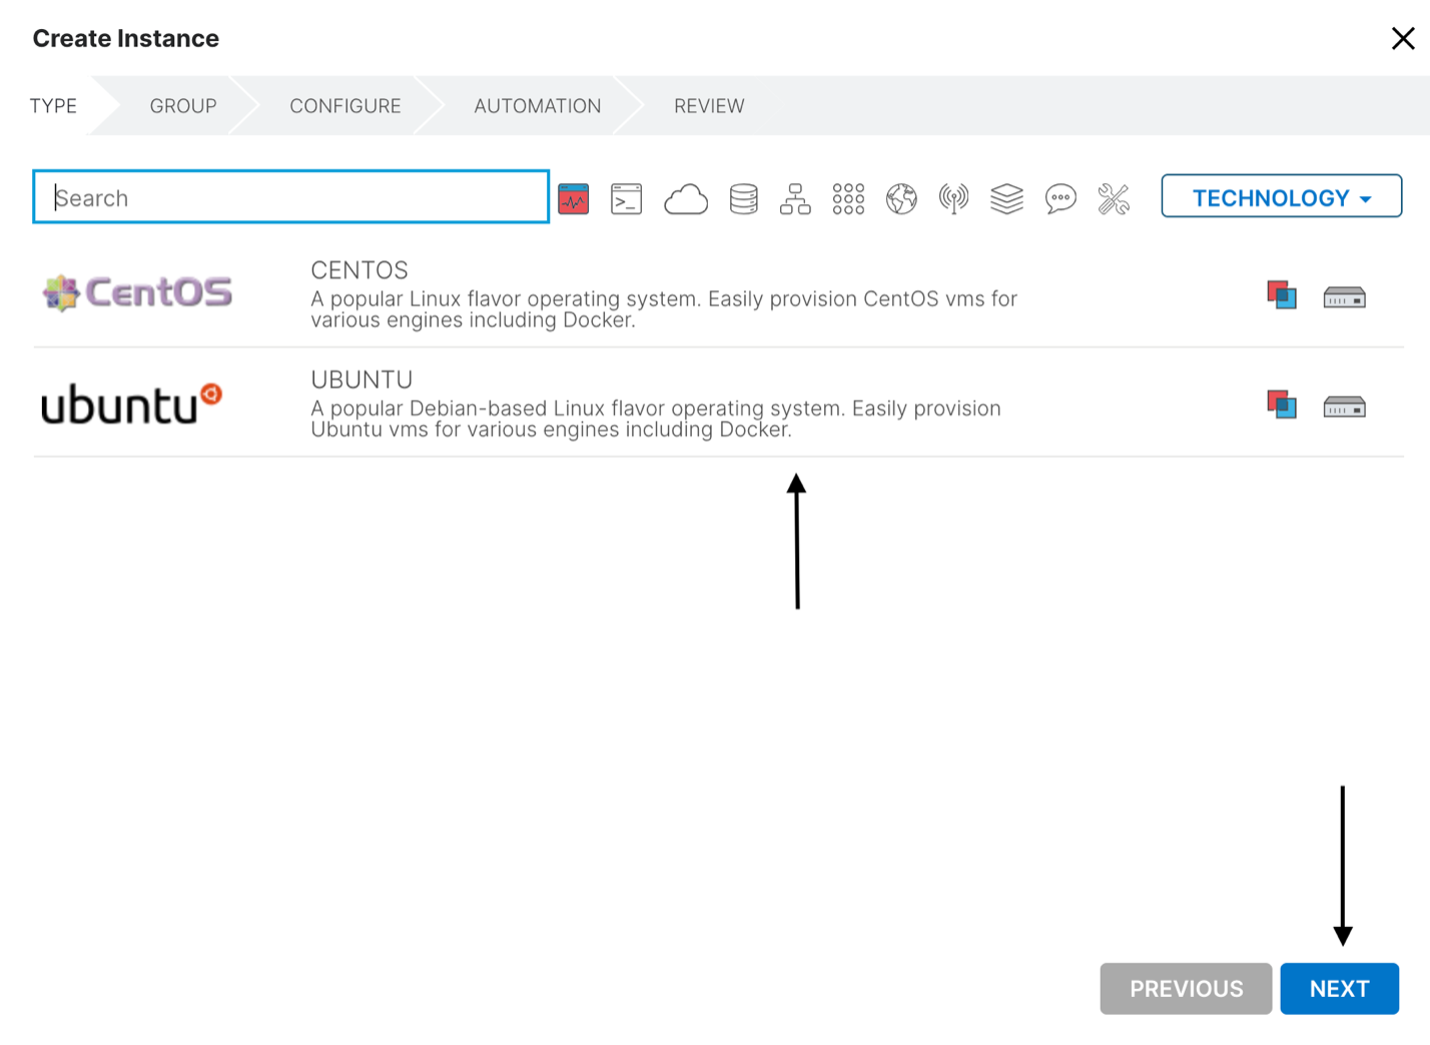 Create Instance
TYPE GROUP CONFIGURE AUTOMATION REVIEW
Search TECHNOLOGY
CentOS
CENTOS
A popular Linux flavor operating system. Easily provision CentOS vms for
various engines including Docker.
ubuntu
UBUNTU
A popular Debian-based Linux flavor operating system. Easily provision
Ubuntu vms for various engines including Docker.
PREVIOUS NEXT